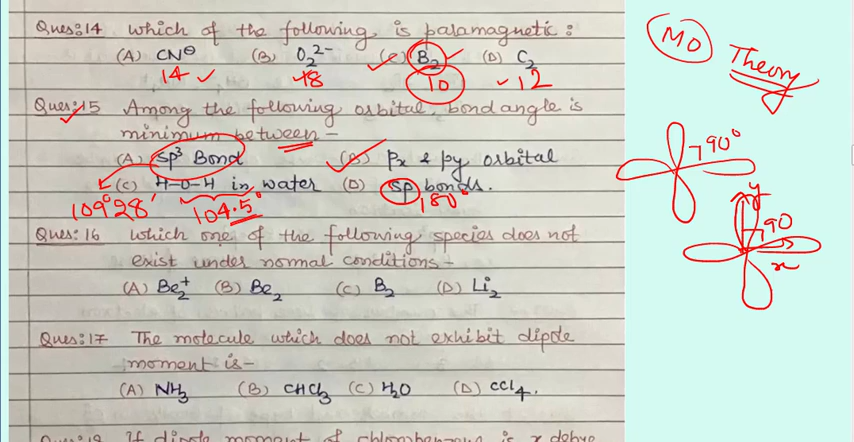 Ques:14 which of the following is paramagnetic:
(A) CN⊖ (B) O₂²⁻ (C) B₂ (D) C₂
14 18 10 12
Ques:15 Among the following orbital, bond angle is
minimum between-
(A) sp³ Bond (B) px & py orbital
(C) H-O-H in water (D) sp bonds.
109°28' 104.5° 180°
Ques:16 which one of the following species does not
exist under normal conditions-
(A) Be₂⁺ (B) Be₂ (C) B₂ (D) Li₂
Ques:17 The molecule which does not exhibit dipole
moment is-
(A) NH₃ (B) CHCl₃ (C) H₂O (D) CCl₄.
MO Theory
90°
y
90
x